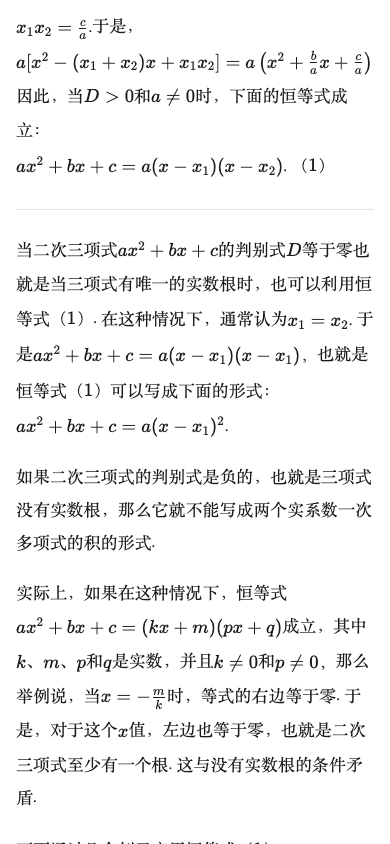 x₁x₂ = c/a.于是，
a[x² − (x₁ + x₂)x + x₁x₂] = a(x² + b/a x + c/a)
因此，当D > 0和a ≠ 0时，下面的恒等式成
立：
ax² + bx + c = a(x − x₁)(x − x₂).（1）
当二次三项式ax² + bx + c的判别式D等于零也
就是当三项式有唯一的实数根时，也可以利用恒
等式（1）.在这种情况下，通常认为x₁ = x₂.于
是ax² + bx + c = a(x − x₁)(x − x₁)，也就是
恒等式（1）可以写成下面的形式：
ax² + bx + c = a(x − x₁)².
如果二次三项式的判别式是负的，也就是三项式
没有实数根，那么它就不能写成两个实系数一次
多项式的积的形式.
实际上，如果在这种情况下，恒等式
ax² + bx + c = (kx + m)(px + q)成立，其中
k、m、p和q是实数，并且k ≠ 0和p ≠ 0，那么
举例说，当x = −m/k时，等式的右边等于零.于
是，对于这个x值，左边也等于零，也就是二次
三项式至少有一个根.这与没有实数根的条件矛
盾.